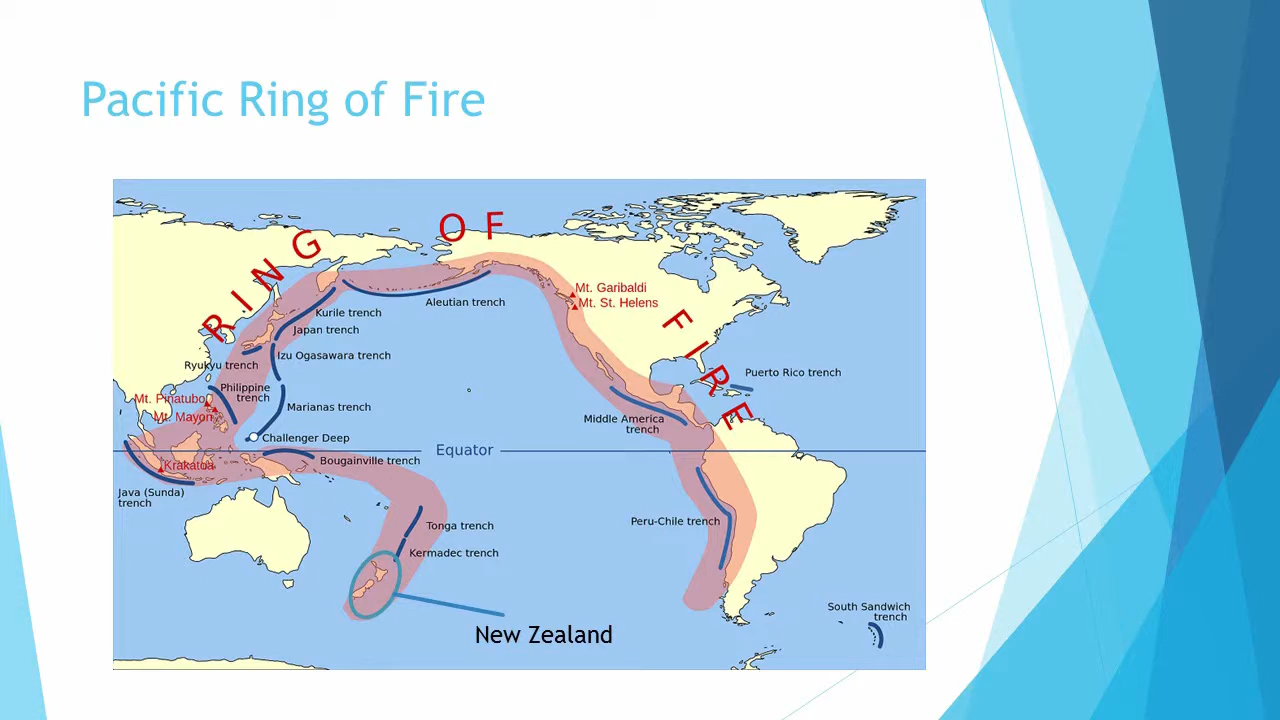 Pacific Ring of Fire
RING OF FIRE
Mt. Garibaldi
Mt. St. Helens
Aleutian trench
Kurile trench
Japan trench
Izu Ogasawara trench
Ryukyu trench
Puerto Rico trench
Philippine
trench
Mt. Pinatubo
Marianas trench
Mt. Mayon
Middle America
trench
Challenger Deep
Equator
Bougainville trench
Krakatoa
Java (Sunda)
trench
Peru-Chile trench
Tonga trench
Kermadec trench
South Sandwich
trench
New Zealand